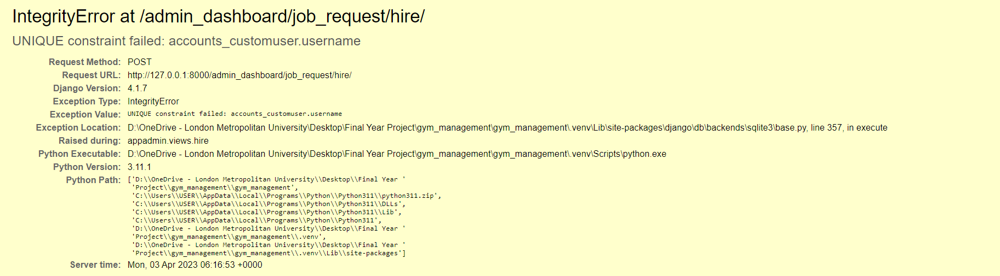 IntegrityError at /admin_dashboard/job_request/hire/
UNIQUE constraint failed: accounts_customuser.username
Request Method: POST
Request URL: http://127.0.0.1:8000/admin_dashboard/job_request/hire/
Django Version: 4.1.7
Exception Type: IntegrityError
Exception Value: UNIQUE constraint failed: accounts_customuser.username
Exception Location: D:\OneDrive - London Metropolitan University\Desktop\Final Year Project\gym_management\gym_management\.venv\Lib\site-packages\django\db\backends\sqlite3\base.py, line 357, in execute
Raised during: appadmin.views.hire
Python Executable: D:\OneDrive - London Metropolitan University\Desktop\Final Year Project\gym_management\gym_management\.venv\Scripts\python.exe
Python Version: 3.11.1
Python Path: ['D:\\OneDrive - London Metropolitan University\\Desktop\\Final Year '
'Project\\gym_management\\gym_management',
'C:\\Users\\USER\\AppData\\Local\\Programs\\Python\\Python311\\python311.zip',
'C:\\Users\\USER\\AppData\\Local\\Programs\\Python\\Python311\\DLLs',
'C:\\Users\\USER\\AppData\\Local\\Programs\\Python\\Python311\\Lib',
'C:\\Users\\USER\\AppData\\Local\\Programs\\Python\\Python311',
'D:\\OneDrive - London Metropolitan University\\Desktop\\Final Year '
'Project\\gym_management\\gym_management\\.venv',
'D:\\OneDrive - London Metropolitan University\\Desktop\\Final Year '
'Project\\gym_management\\gym_management\\.venv\\Lib\\site-packages']
Server time: Mon, 03 Apr 2023 06:16:53 +0000